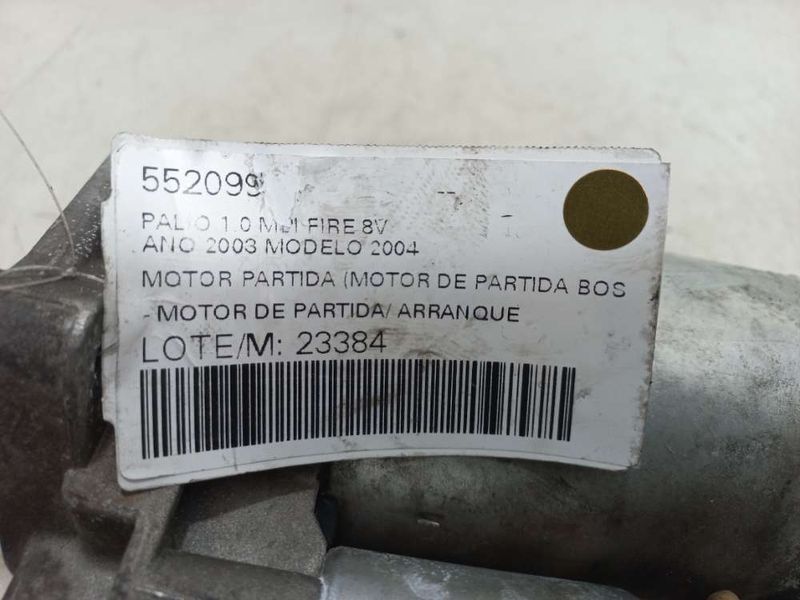 552099
PALIO 1.0 MPI FIRE 8V
ANO 2003 MODELO 2004
MOTOR PARTIDA (MOTOR DE PARTIDA BOS
- MOTOR DE PARTIDA/ ARRANQUE
LOTE/M: 23384